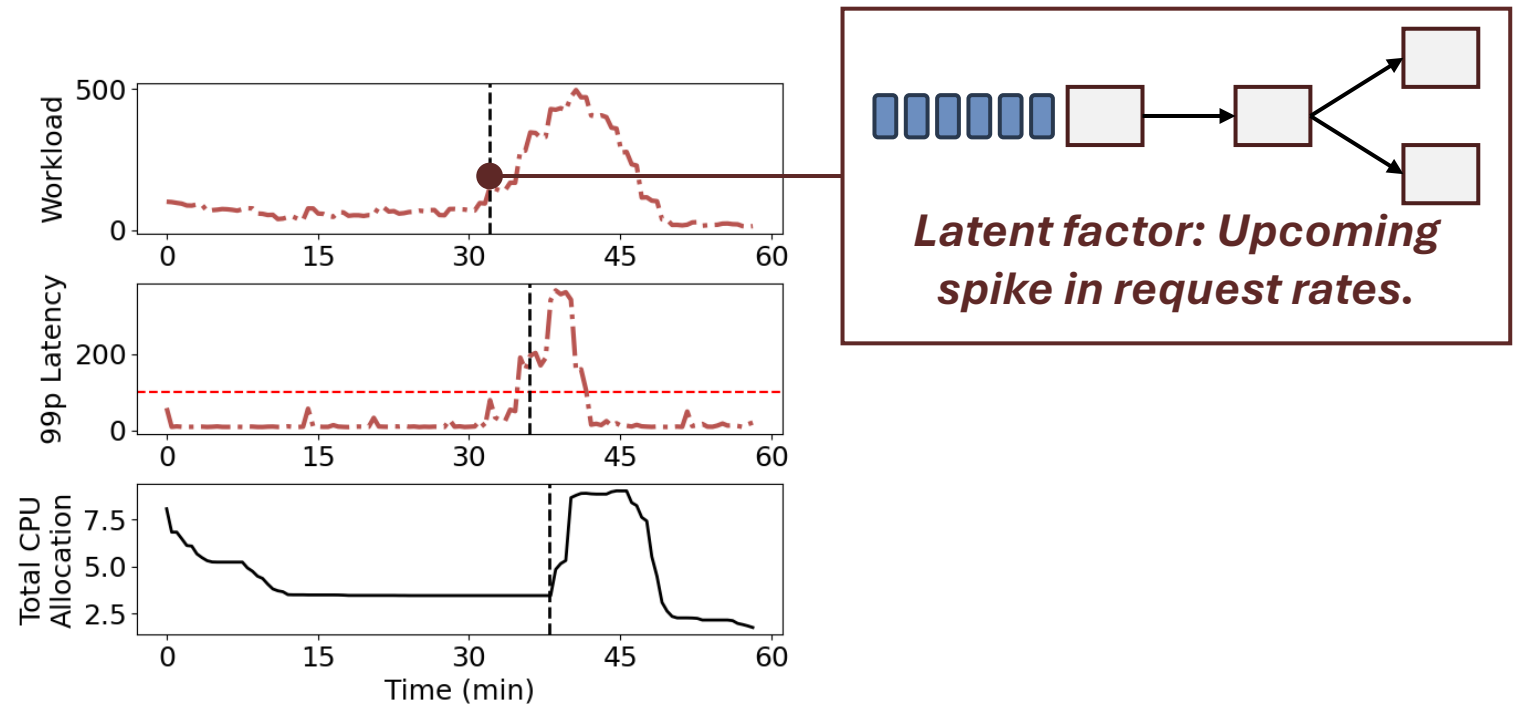 Workload
500
0
0 15 30 45 60
99p Latency
200
0
0 15 30 45 60
Total CPU
Allocation
7.5
5.0
2.5
0 15 30 45 60
Time (min)
Latent factor: Upcoming
spike in request rates.